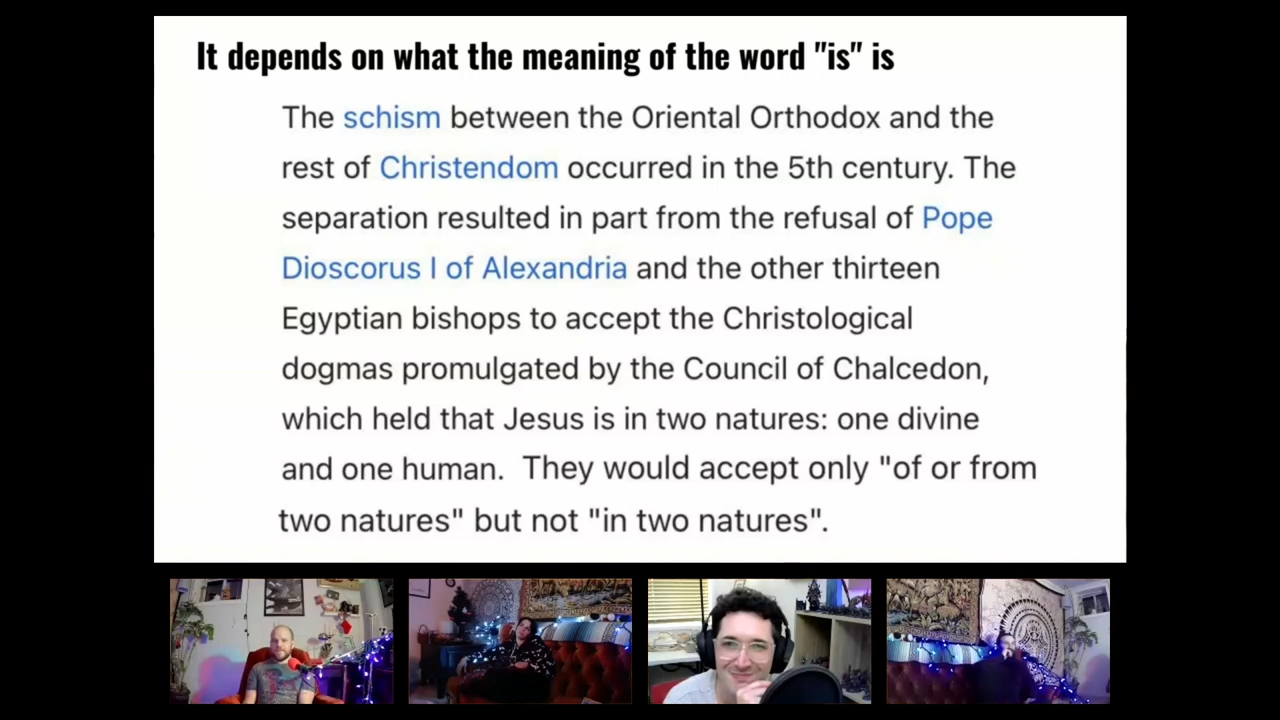 It depends on what the meaning of the word "is" is
The schism between the Oriental Orthodox and the
rest of Christendom occurred in the 5th century. The
separation resulted in part from the refusal of Pope
Dioscorus I of Alexandria and the other thirteen
Egyptian bishops to accept the Christological
dogmas promulgated by the Council of Chalcedon,
which held that Jesus is in two natures: one divine
and one human. They would accept only "of or from
two natures" but not "in two natures".